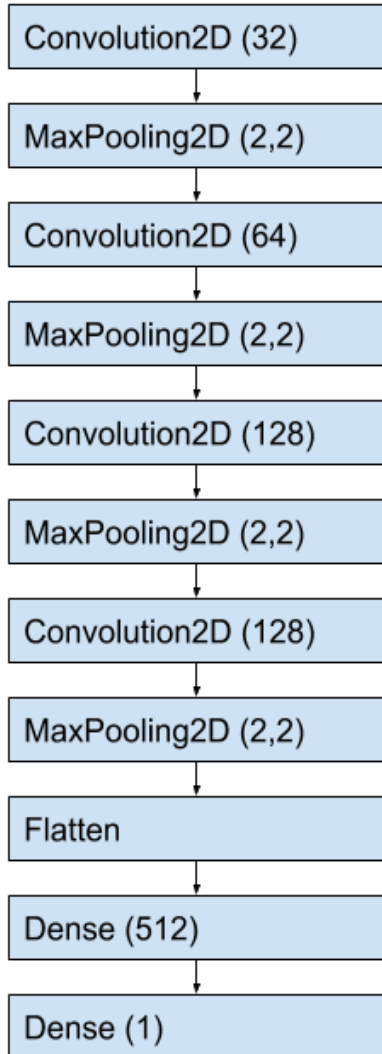 Convolution2D (32)
MaxPooling2D (2,2)
Convolution2D (64)
MaxPooling2D (2,2)
Convolution2D (128)
MaxPooling2D (2,2)
Convolution2D (128)
MaxPooling2D (2,2)
Flatten
Dense (512)
Dense (1)